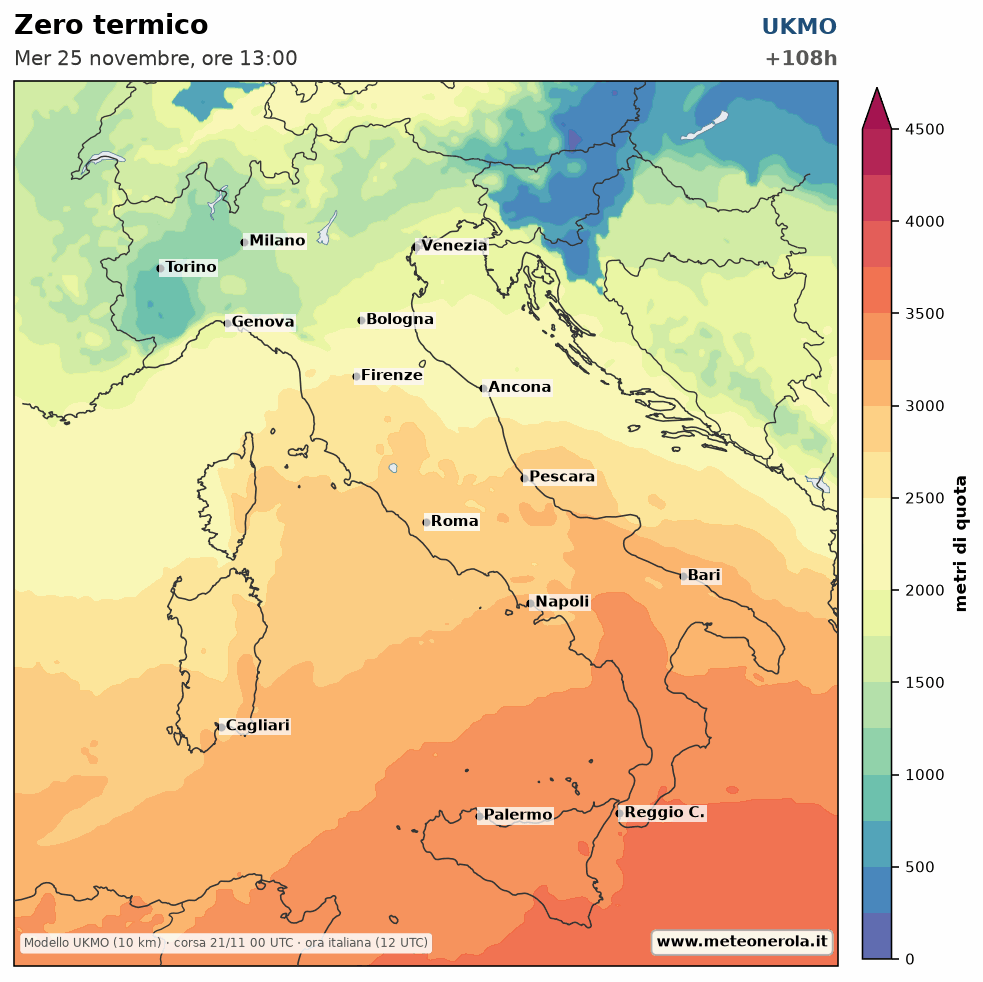 Zero termico
UKMO
Mer 25 novembre, ore 13:00
+108h
Milano
Venezia
Torino
Genova
Bologna
Firenze
Ancona
Pescara
Roma
Bari
Napoli
Cagliari
Palermo
Reggio C.
4500
4000
3500
3000
2500
2000
1500
1000
500
0
metri di quota
Modello UKMO (10 km) · corsa 21/11 00 UTC · ora italiana (12 UTC)
www.meteonerola.it